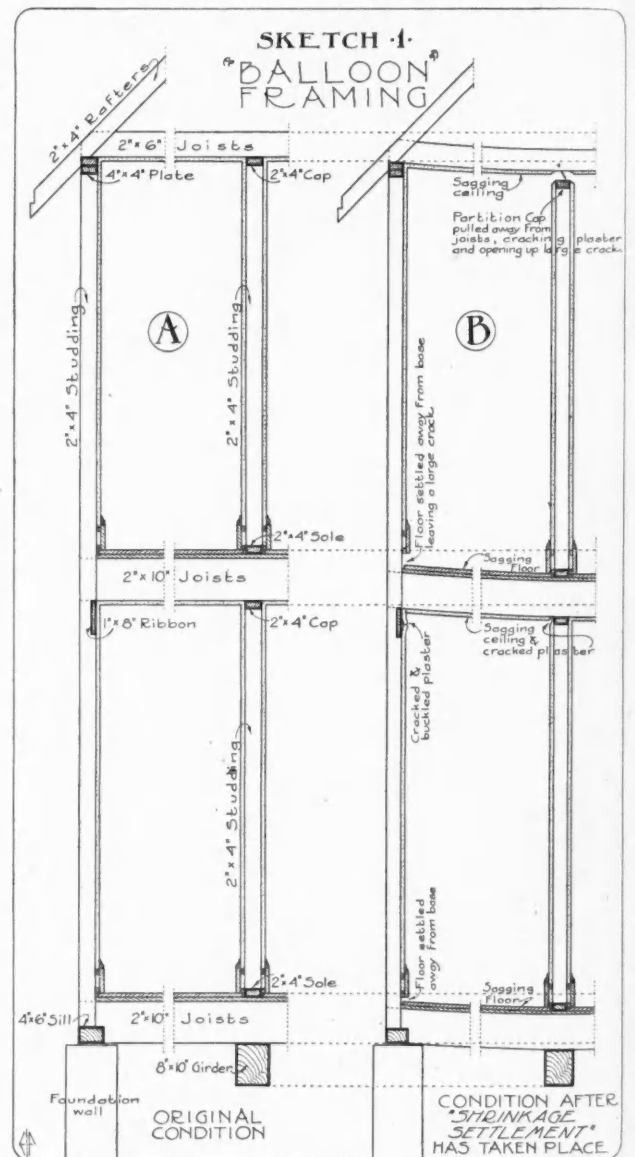 SKETCH ·1·
"BALLOON"
FRAMING
2"x4" Rafters
2"x6" Joists
4"x4" Plate
2"x4" Cap
2"x4" Studding
A
2"x4" Studding
2"x4" Sole
2"x10" Joists
1"x8" Ribbon
2"x4" Cap
2"x4" Studding
2"x4" Sole
4"x6" Sill
2"x10" Joists
8"x10" Girder
Foundation
wall
ORIGINAL
CONDITION
Sagging
ceiling
Partition Cap
pulled away from
joists, cracking plaster
and opening up large crack.
B
Floor settled away from base
leaving a large crack
Sagging
Floor
Sagging
ceiling &
cracked plaster
Cracked &
buckled plaster
Floor settled
away from base
Sagging
Floor
CONDITION AFTER
"SHRINKAGE
SETTLEMENT"
HAS TAKEN PLACE